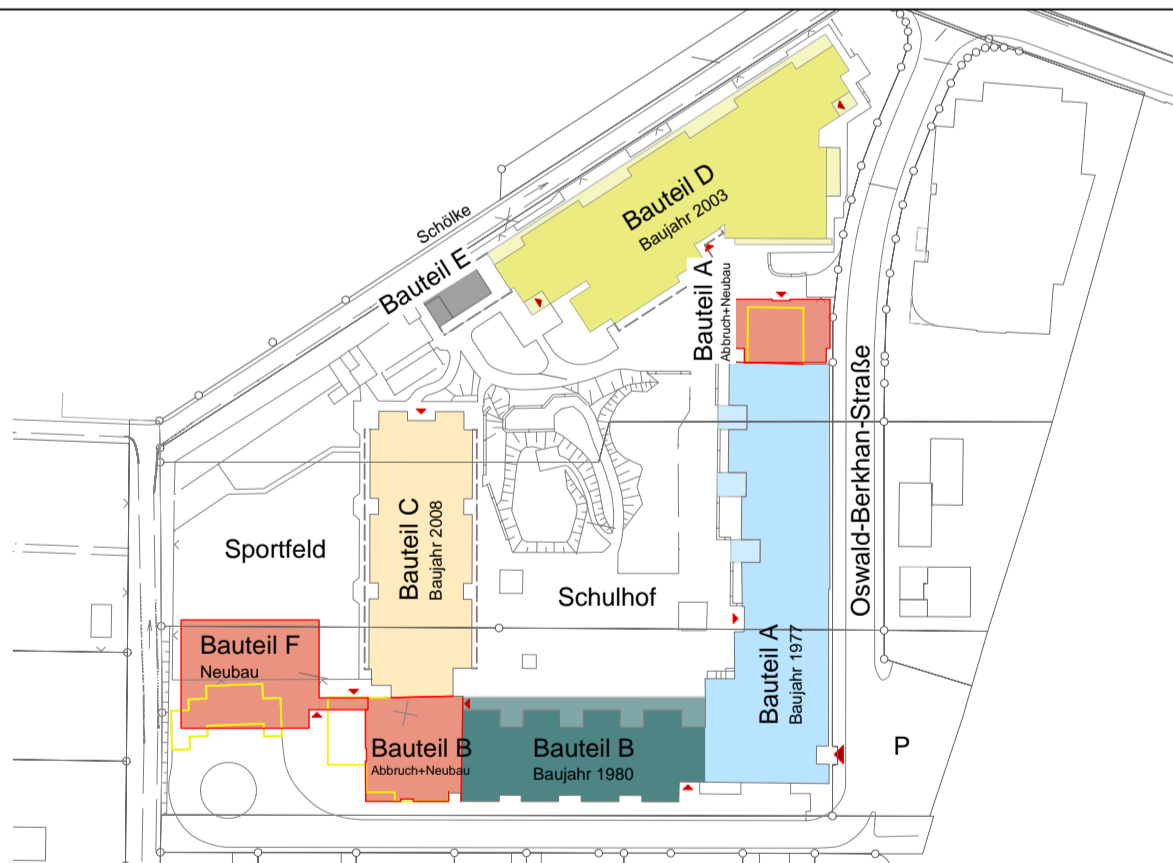 Schölke
Bauteil D
Baujahr 2003
Bauteil E
Bauteil A
Abbruch+Neubau
Oswald-Berkhan-Straße
Bauteil C
Baujahr 2008
Sportfeld
Schulhof
Bauteil F
Neubau
Bauteil A
Baujahr 1977
Bauteil B
Abbruch+Neubau
Bauteil B
Baujahr 1980
P